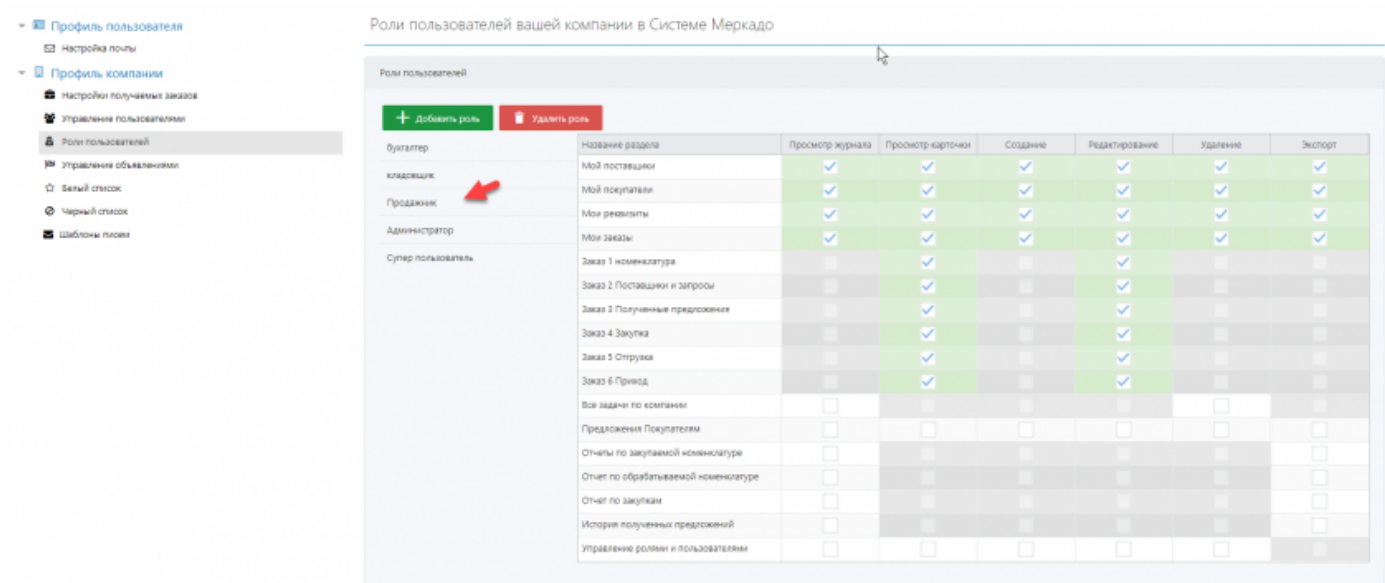 Профиль пользователя
Настройка почты
Профиль компании
Настройки получаемых заказов
Управление пользователями
Роли пользователей
Управление объявлениями
Белый список
Черный список
Шаблоны писем
Роли пользователей вашей компании в Системе Меркадо
Роли пользователей
Добавить роль
Удалить роль
бухгалтер
кладовщик
Продажник
Администратор
Супер пользователь
Название раздела Просмотр журнала Просмотр карточки Создание Редактирование Удаление Экспорт
Мой поставщики
Мой покупатели
Мои реквизиты
Мои заказы
Заказ 1 номенклатура
Заказ 2 Поставщики и запросы
Заказ 3 Полученные предложения
Заказ 4 Закупка
Заказ 5 Отгрузка
Заказ 6 Приход
Все задачи по компании
Предложения Покупателям
Отчеты по закупаемой номенклатуре
Отчет по обрабатываемой номенклатуре
Отчет по закупкам
История полученных предложений
Управление ролями и пользователями